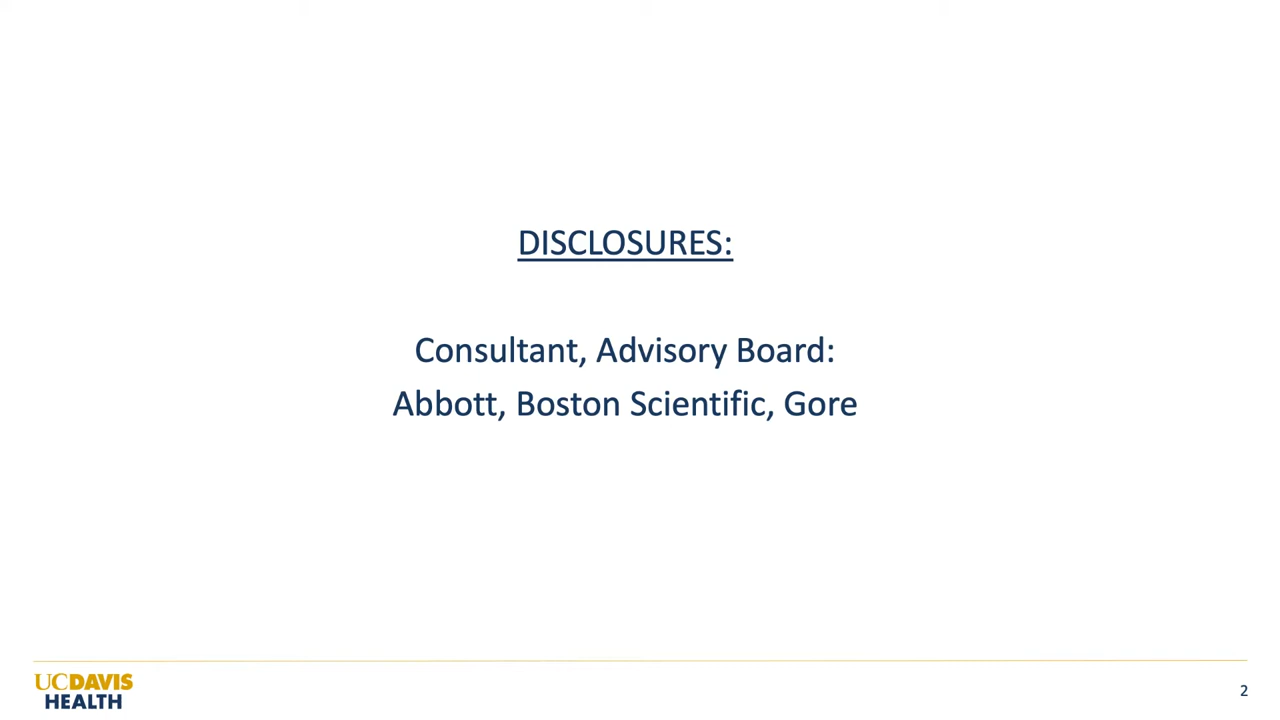 DISCLOSURES:
Consultant, Advisory Board:
Abbott, Boston Scientific, Gore
UCDAVIS
HEALTH
2